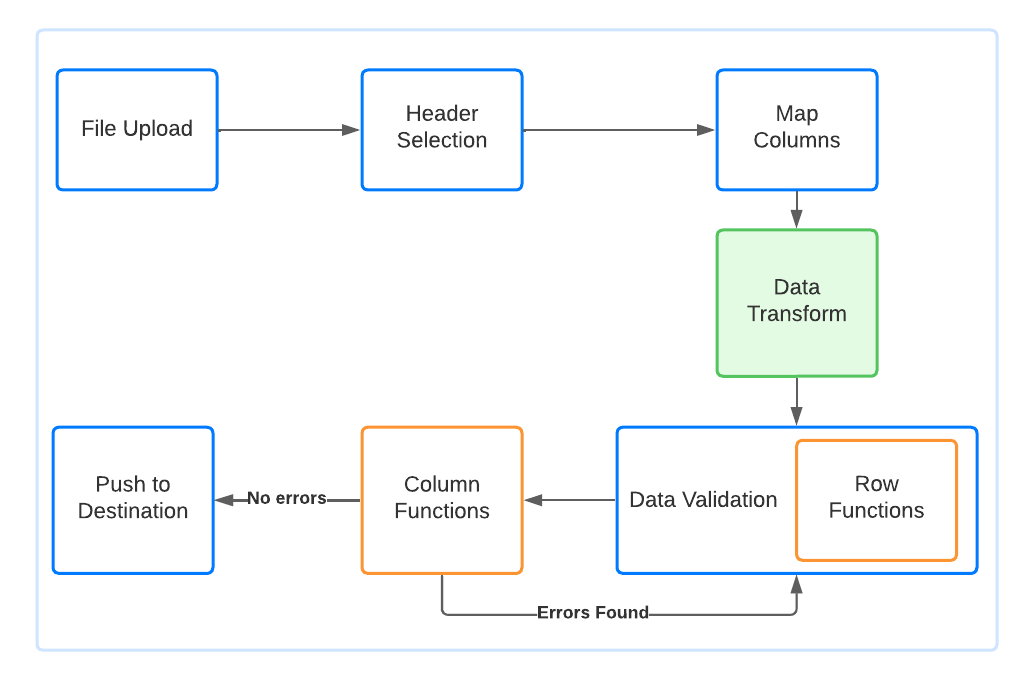 File Upload
Header
Selection
Map
Columns
Data
Transform
Push to
Destination
No errors
Column
Functions
Data Validation
Row
Functions
Errors Found